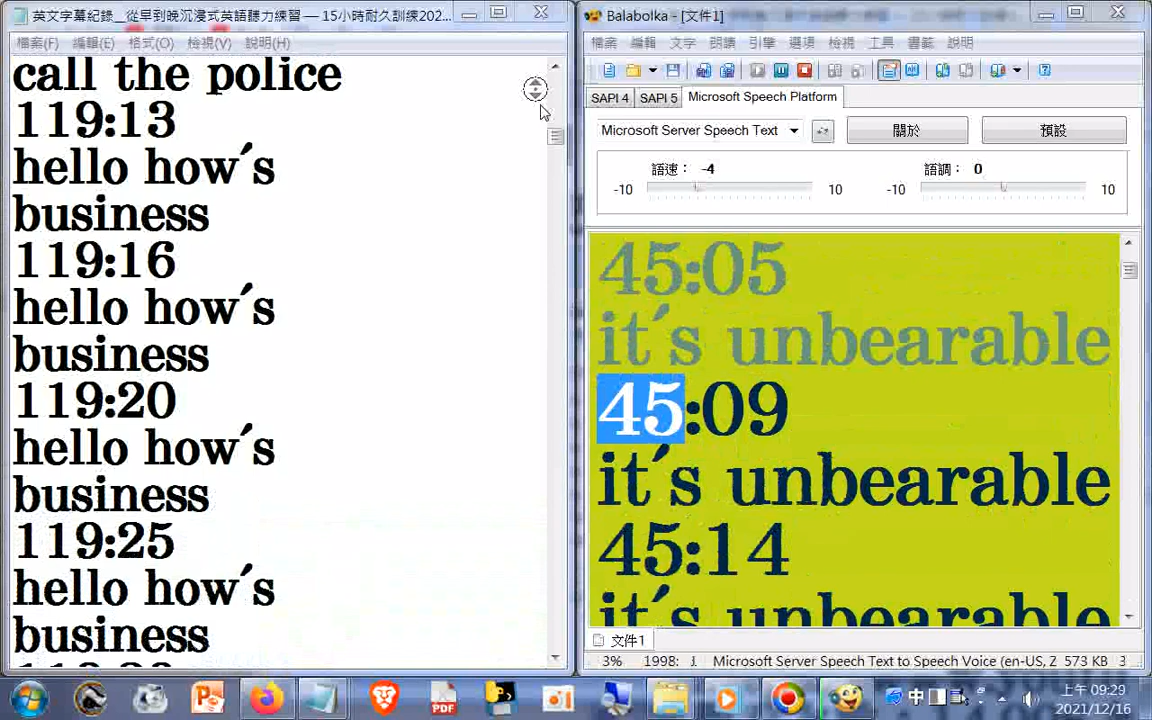 英文字幕紀錄__從早到晚沉浸式英語聽力練習 — 15小時耐久訓練202...
檔案(F) 編輯(E) 格式(O) 檢視(V) 說明(H)
call the police
119:13
hello how′s
business
119:16
hello how′s
business
119:20
hello how′s
business
119:25
hello how′s
business
Balabolka - [文件1]
檔案 編輯 文字 朗讀 引擎 選項 檢視 工具 書籤 說明
SAPI 4 SAPI 5 Microsoft Speech Platform
Microsoft Server Speech Text 關於 預設
語速: -4 語調: 0
-10 10 -10 10
45:05
it′s unbearable
45:09
it′s unbearable
45:14
it′s unbearable
文件1
3% 1998: Microsoft Server Speech Text to Speech Voice (en-US, Z 573 KB 3
PDF
中
上午 09:29
2021/12/16